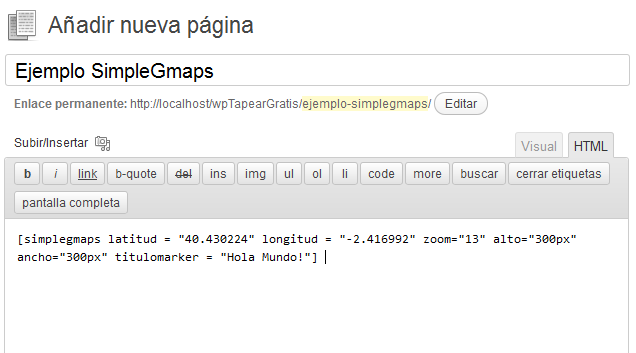 Añadir nueva página
Ejemplo SimpleGmaps
Enlace permanente: http://localhost/wpTapearGratis/ejemplo-simplegmaps/ Editar
Subir/Insertar
Visual HTML
b i link b-quote del ins img ul ol li code more buscar cerrar etiquetas
pantalla completa
[simplegmaps latitud = "40.430224" longitud = "-2.416992" zoom="13" alto="300px"
ancho="300px" titulomarker = "Hola Mundo!"]